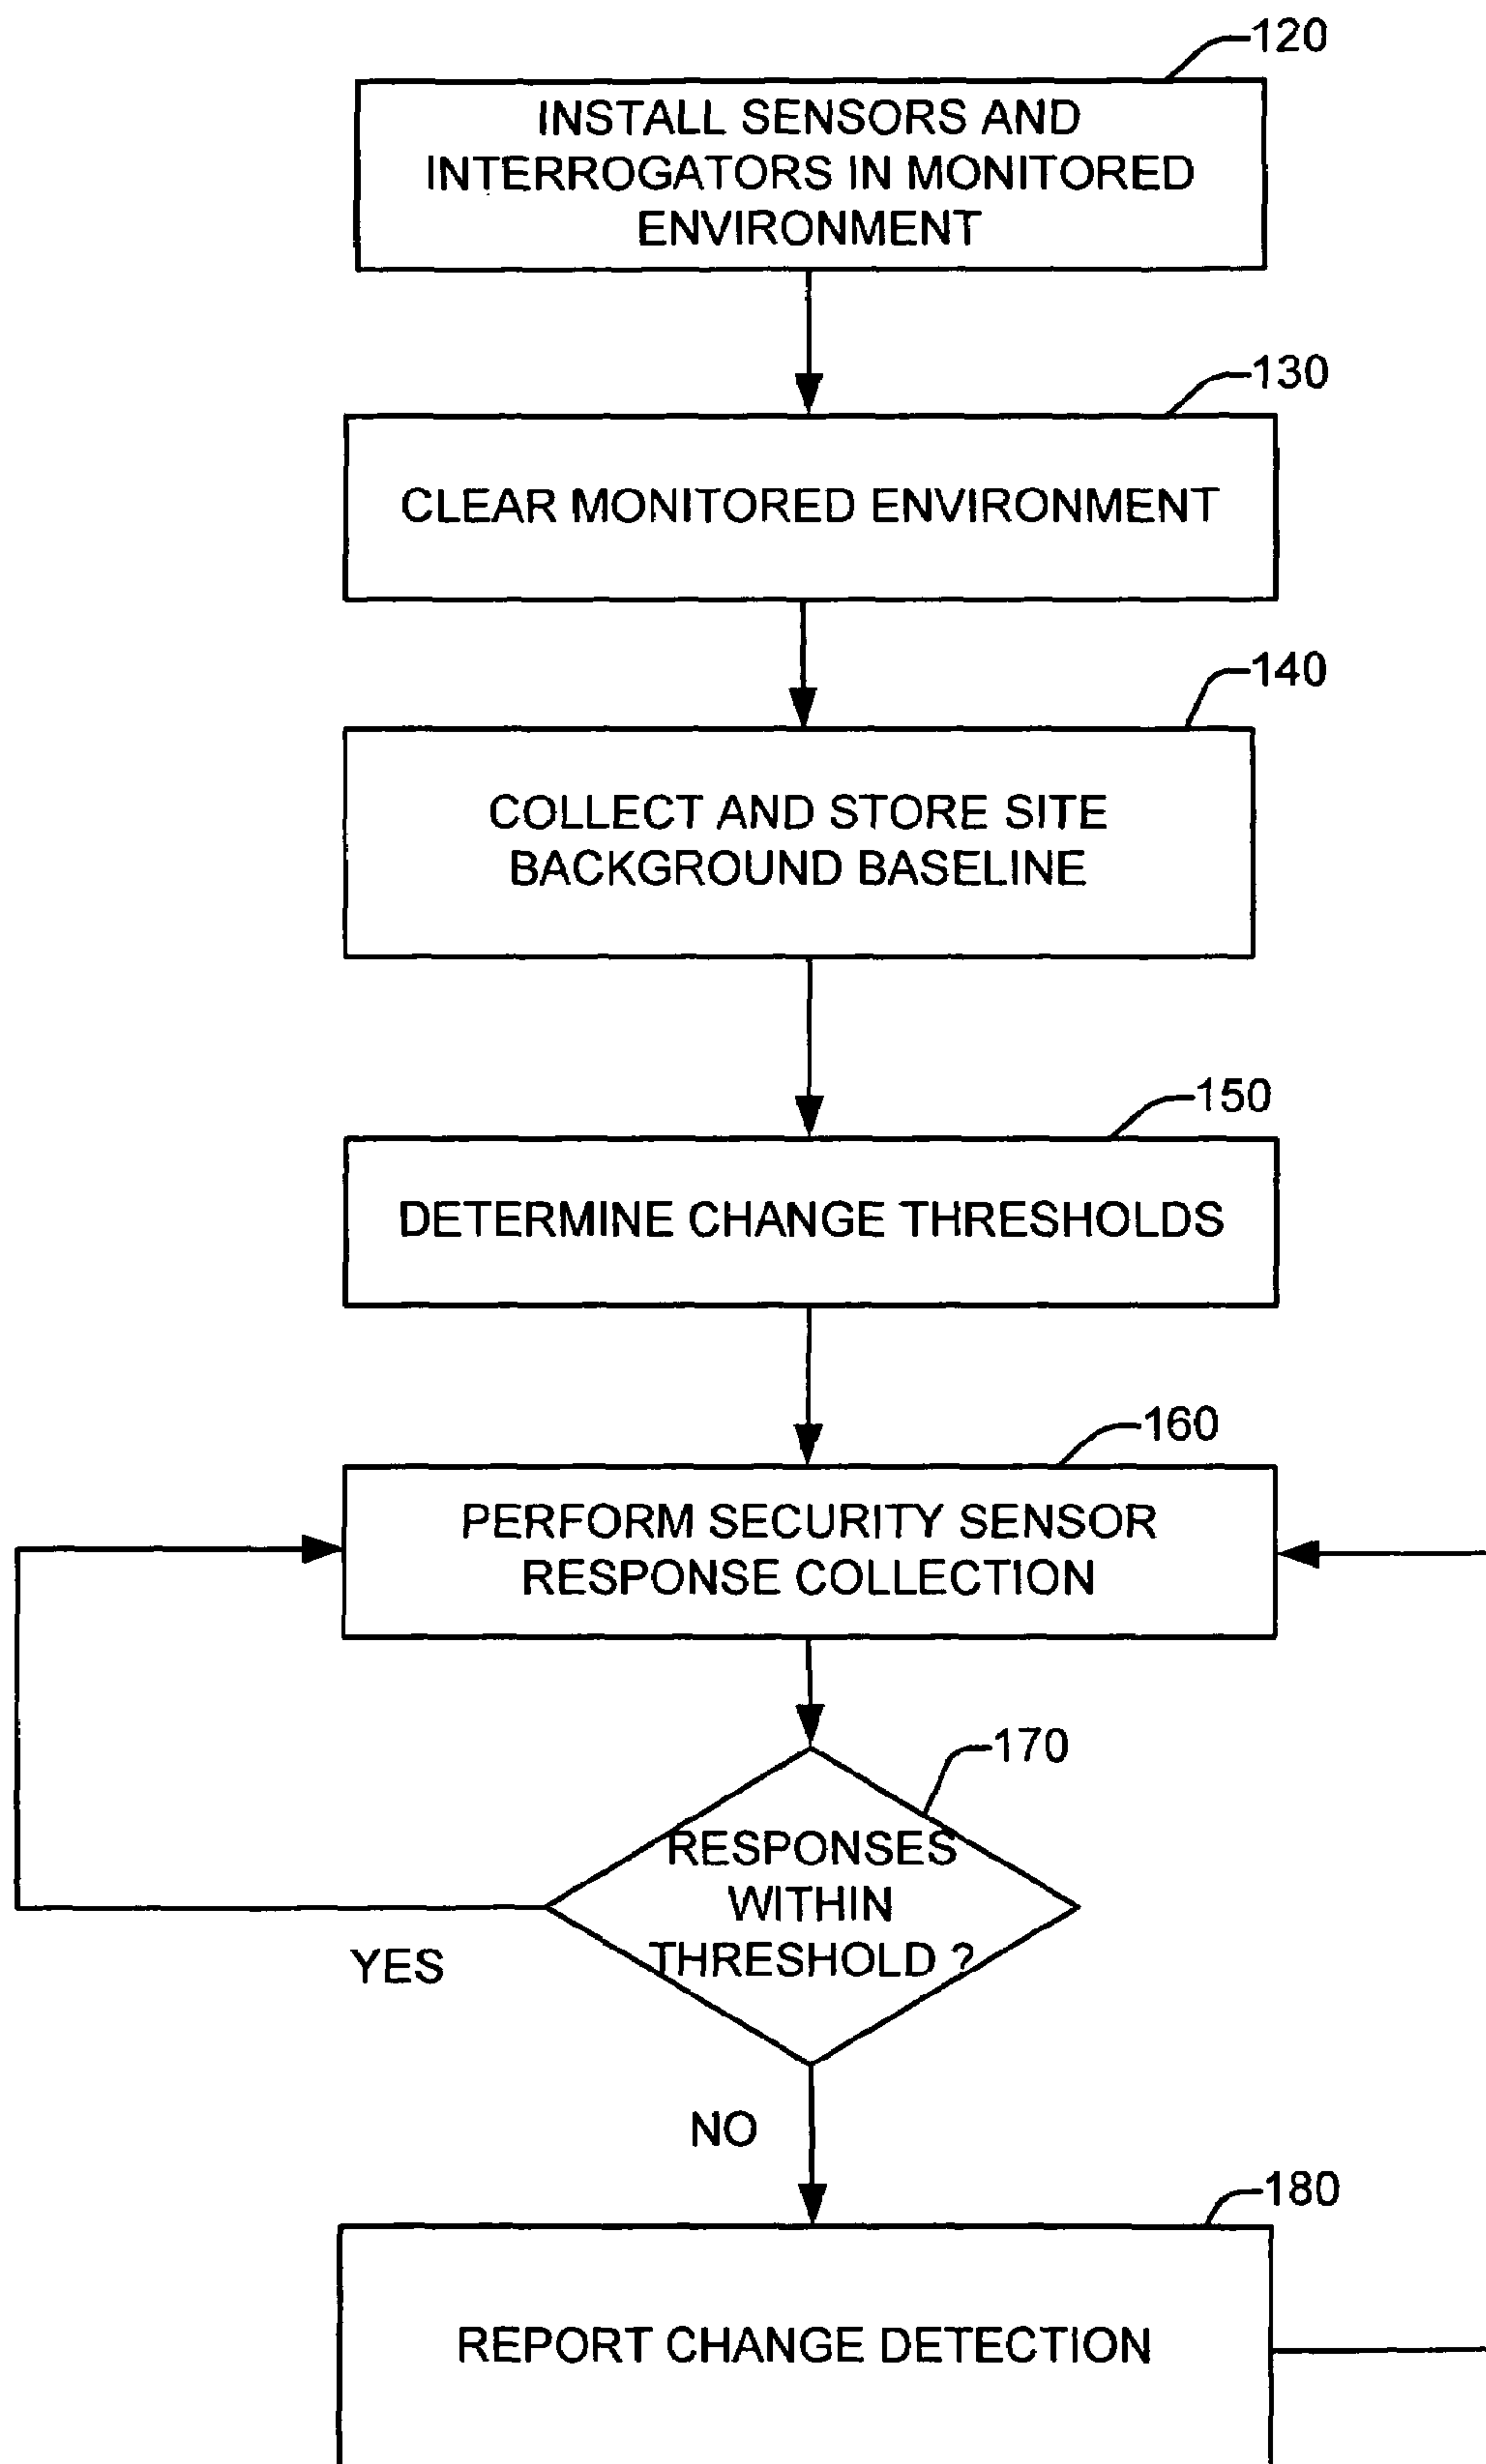 120
INSTALL SENSORS AND
INTERROGATORS IN MONITORED
ENVIRONMENT
130
CLEAR MONITORED ENVIRONMENT
140
COLLECT AND STORE SITE
BACKGROUND BASELINE
150
DETERMINE CHANGE THRESHOLDS
160
PERFORM SECURITY SENSOR
RESPONSE COLLECTION
170
RESPONSES
WITHIN
THRESHOLD ?
YES
NO
180
REPORT CHANGE DETECTION